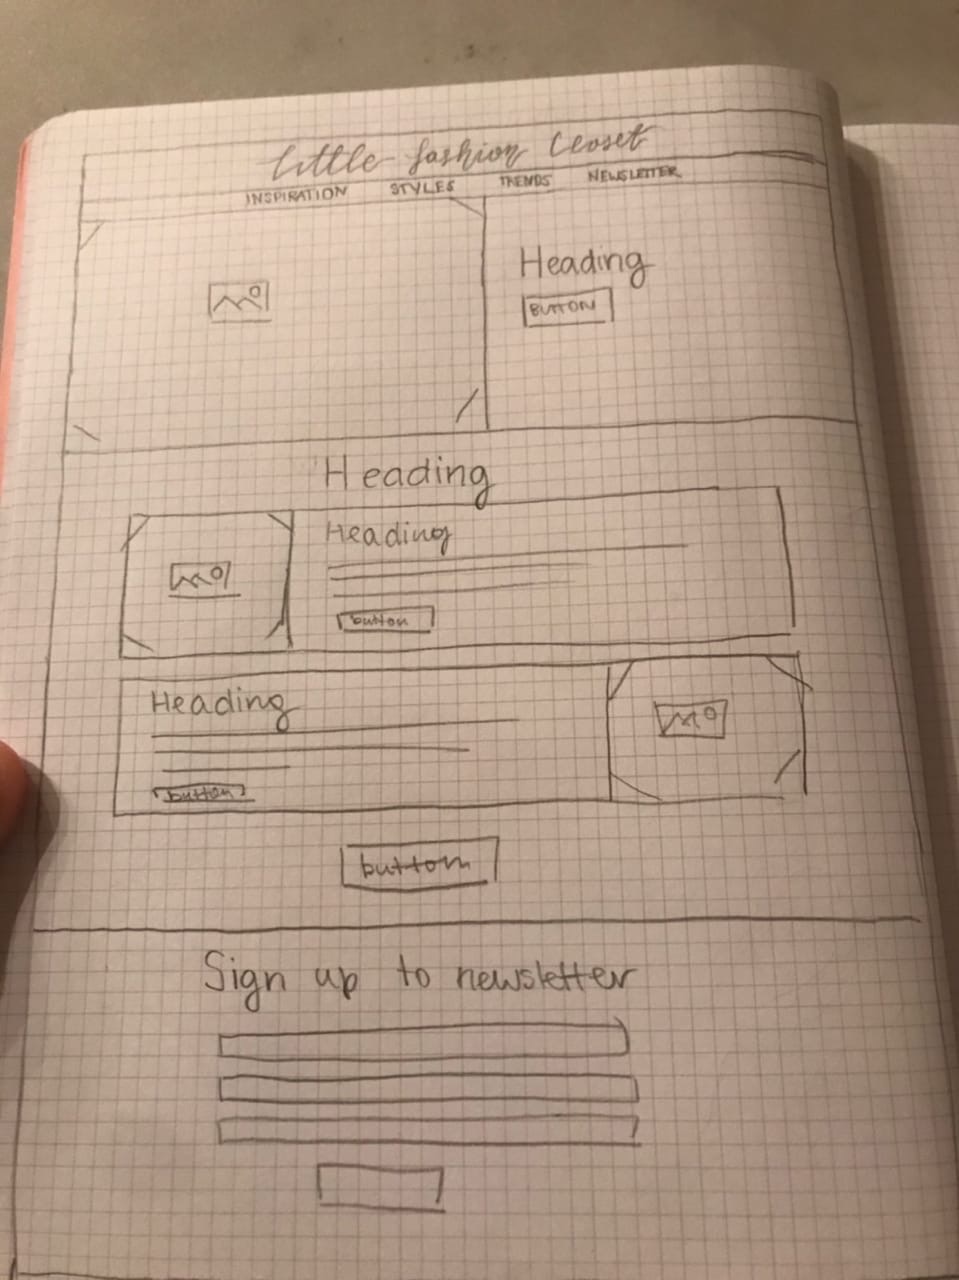 Little fashion Closet
INSPIRATION STYLES TRENDS NEWSLETTER
Heading
BUTTON
Heading
Heading
button
Heading
button
button
Sign up to newsletter